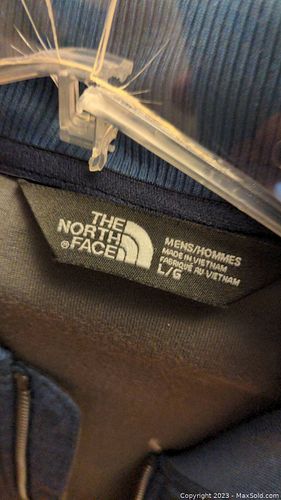 THE
NORTH
® FACE
MENS/HOMMES
MADE IN VIETNAM
FABRIQUÉ AU VIETNAM
L/G
Copyright 2023 - MaxSold.com